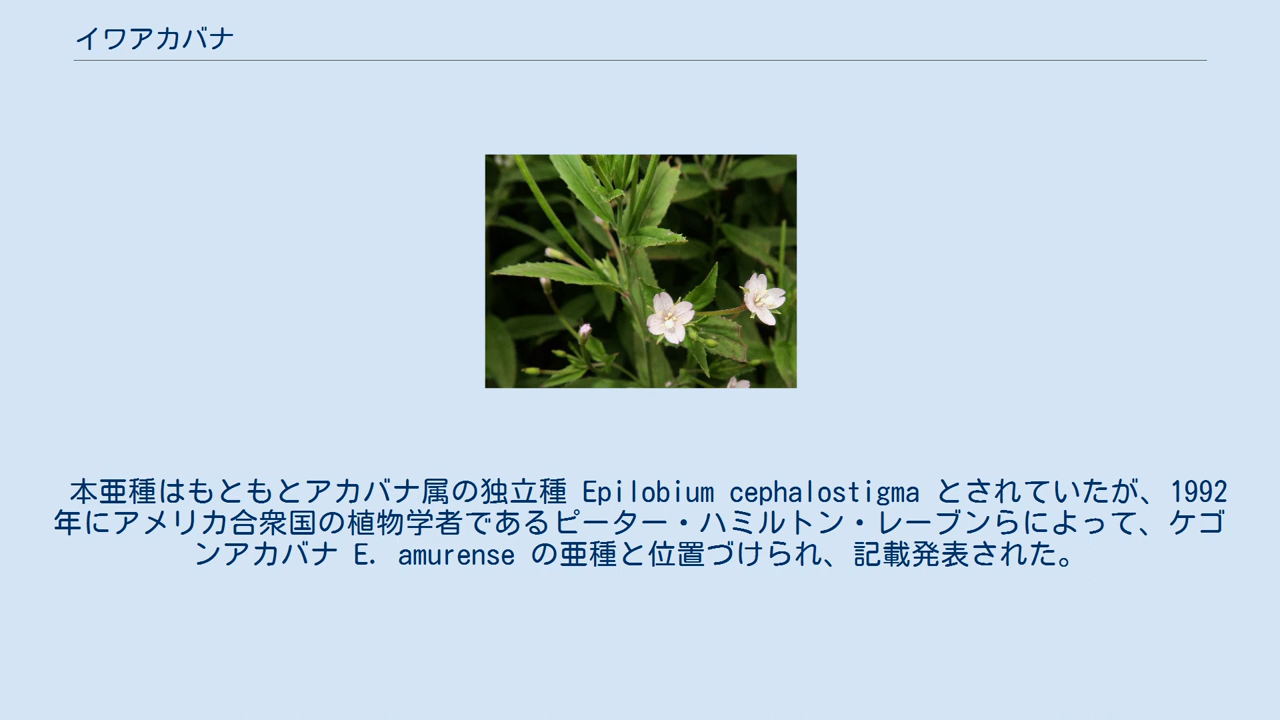 イワアカバナ
本亜種はもともとアカバナ属の独立種 Epilobium cephalostigma とされていたが、1992
年にアメリカ合衆国の植物学者であるピーター・ハミルトン・レーブンらによって、ケゴ
ンアカバナ E. amurense の亜種と位置づけられ、記載発表された。